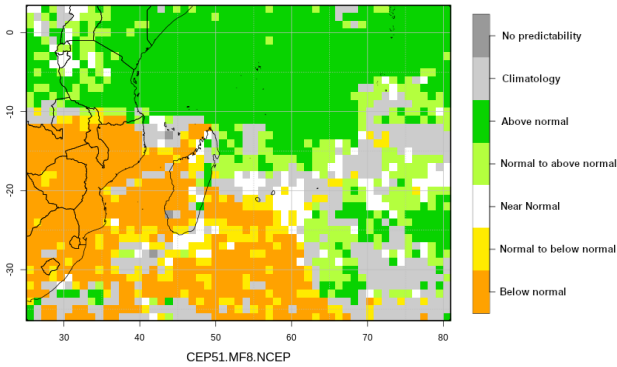 0
-10
-20
-30
30 40 50 60 70 80
CEP51.MF8.NCEP
No predictability
Climatology
Above normal
Normal to above normal
Near Normal
Normal to below normal
Below normal